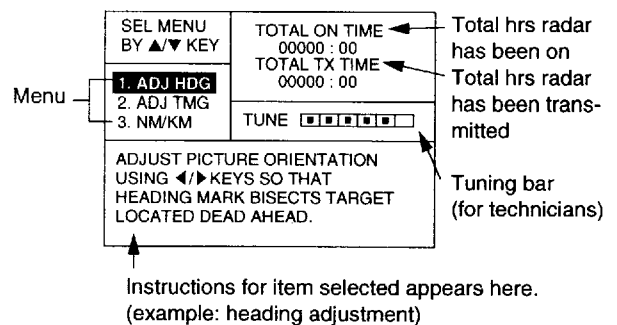 SEL MENU
BY ▲/▼ KEY
TOTAL ON TIME
00000 : 00
TOTAL TX TIME
00000 : 00
Total hrs radar
has been on
Total hrs radar
has been trans-
mitted
Menu
1. ADJ HDG
2. ADJ TMG
3. NM/KM
TUNE
ADJUST PICTURE ORIENTATION
USING ◀/▶ KEYS SO THAT
HEADING MARK BISECTS TARGET
LOCATED DEAD AHEAD.
Tuning bar
(for technicians)
Instructions for item selected appears here.
(example: heading adjustment)